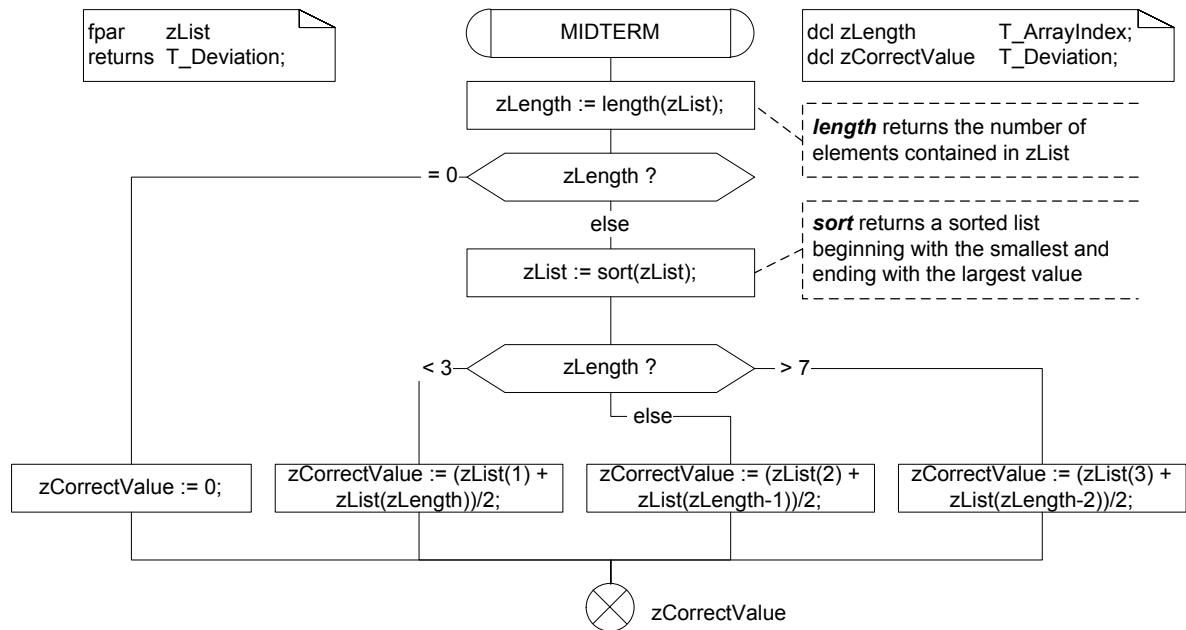 fpar zList
returns T_Deviation;
MIDTERM
dcl zLength T_ArrayIndex;
dcl zCorrectValue T_Deviation;
zLength := length(zList);
length returns the number of
elements contained in zList
= 0
zLength ?
else
sort returns a sorted list
beginning with the smallest and
ending with the largest value
zList := sort(zList);
< 3
zLength ?
> 7
else
zCorrectValue := 0;
zCorrectValue := (zList(1) +
zList(zLength))/2;
zCorrectValue := (zList(2) +
zList(zLength-1))/2;
zCorrectValue := (zList(3) +
zList(zLength-2))/2;
zCorrectValue